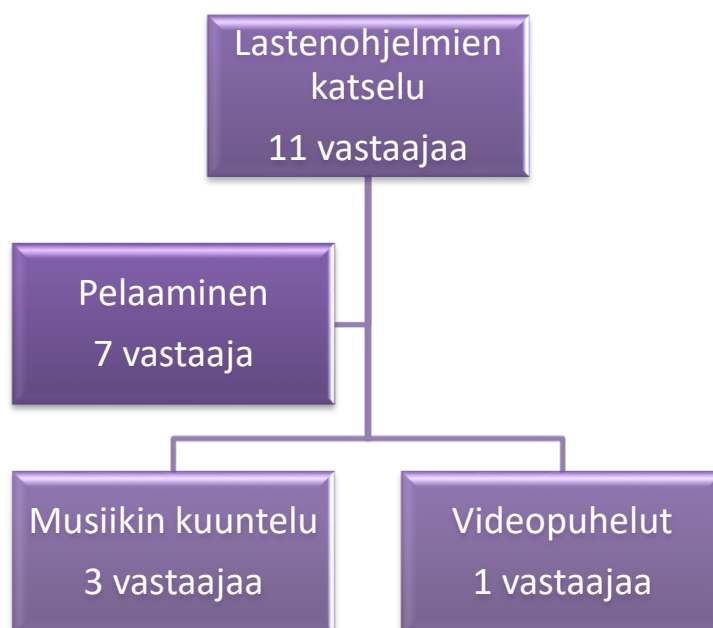 Lastenohjelmien
katselu
11 vastaajaa
Pelaaminen
7 vastaaja
Musiikin kuuntelu
3 vastaajaa
Videopuhelut
1 vastaajaa